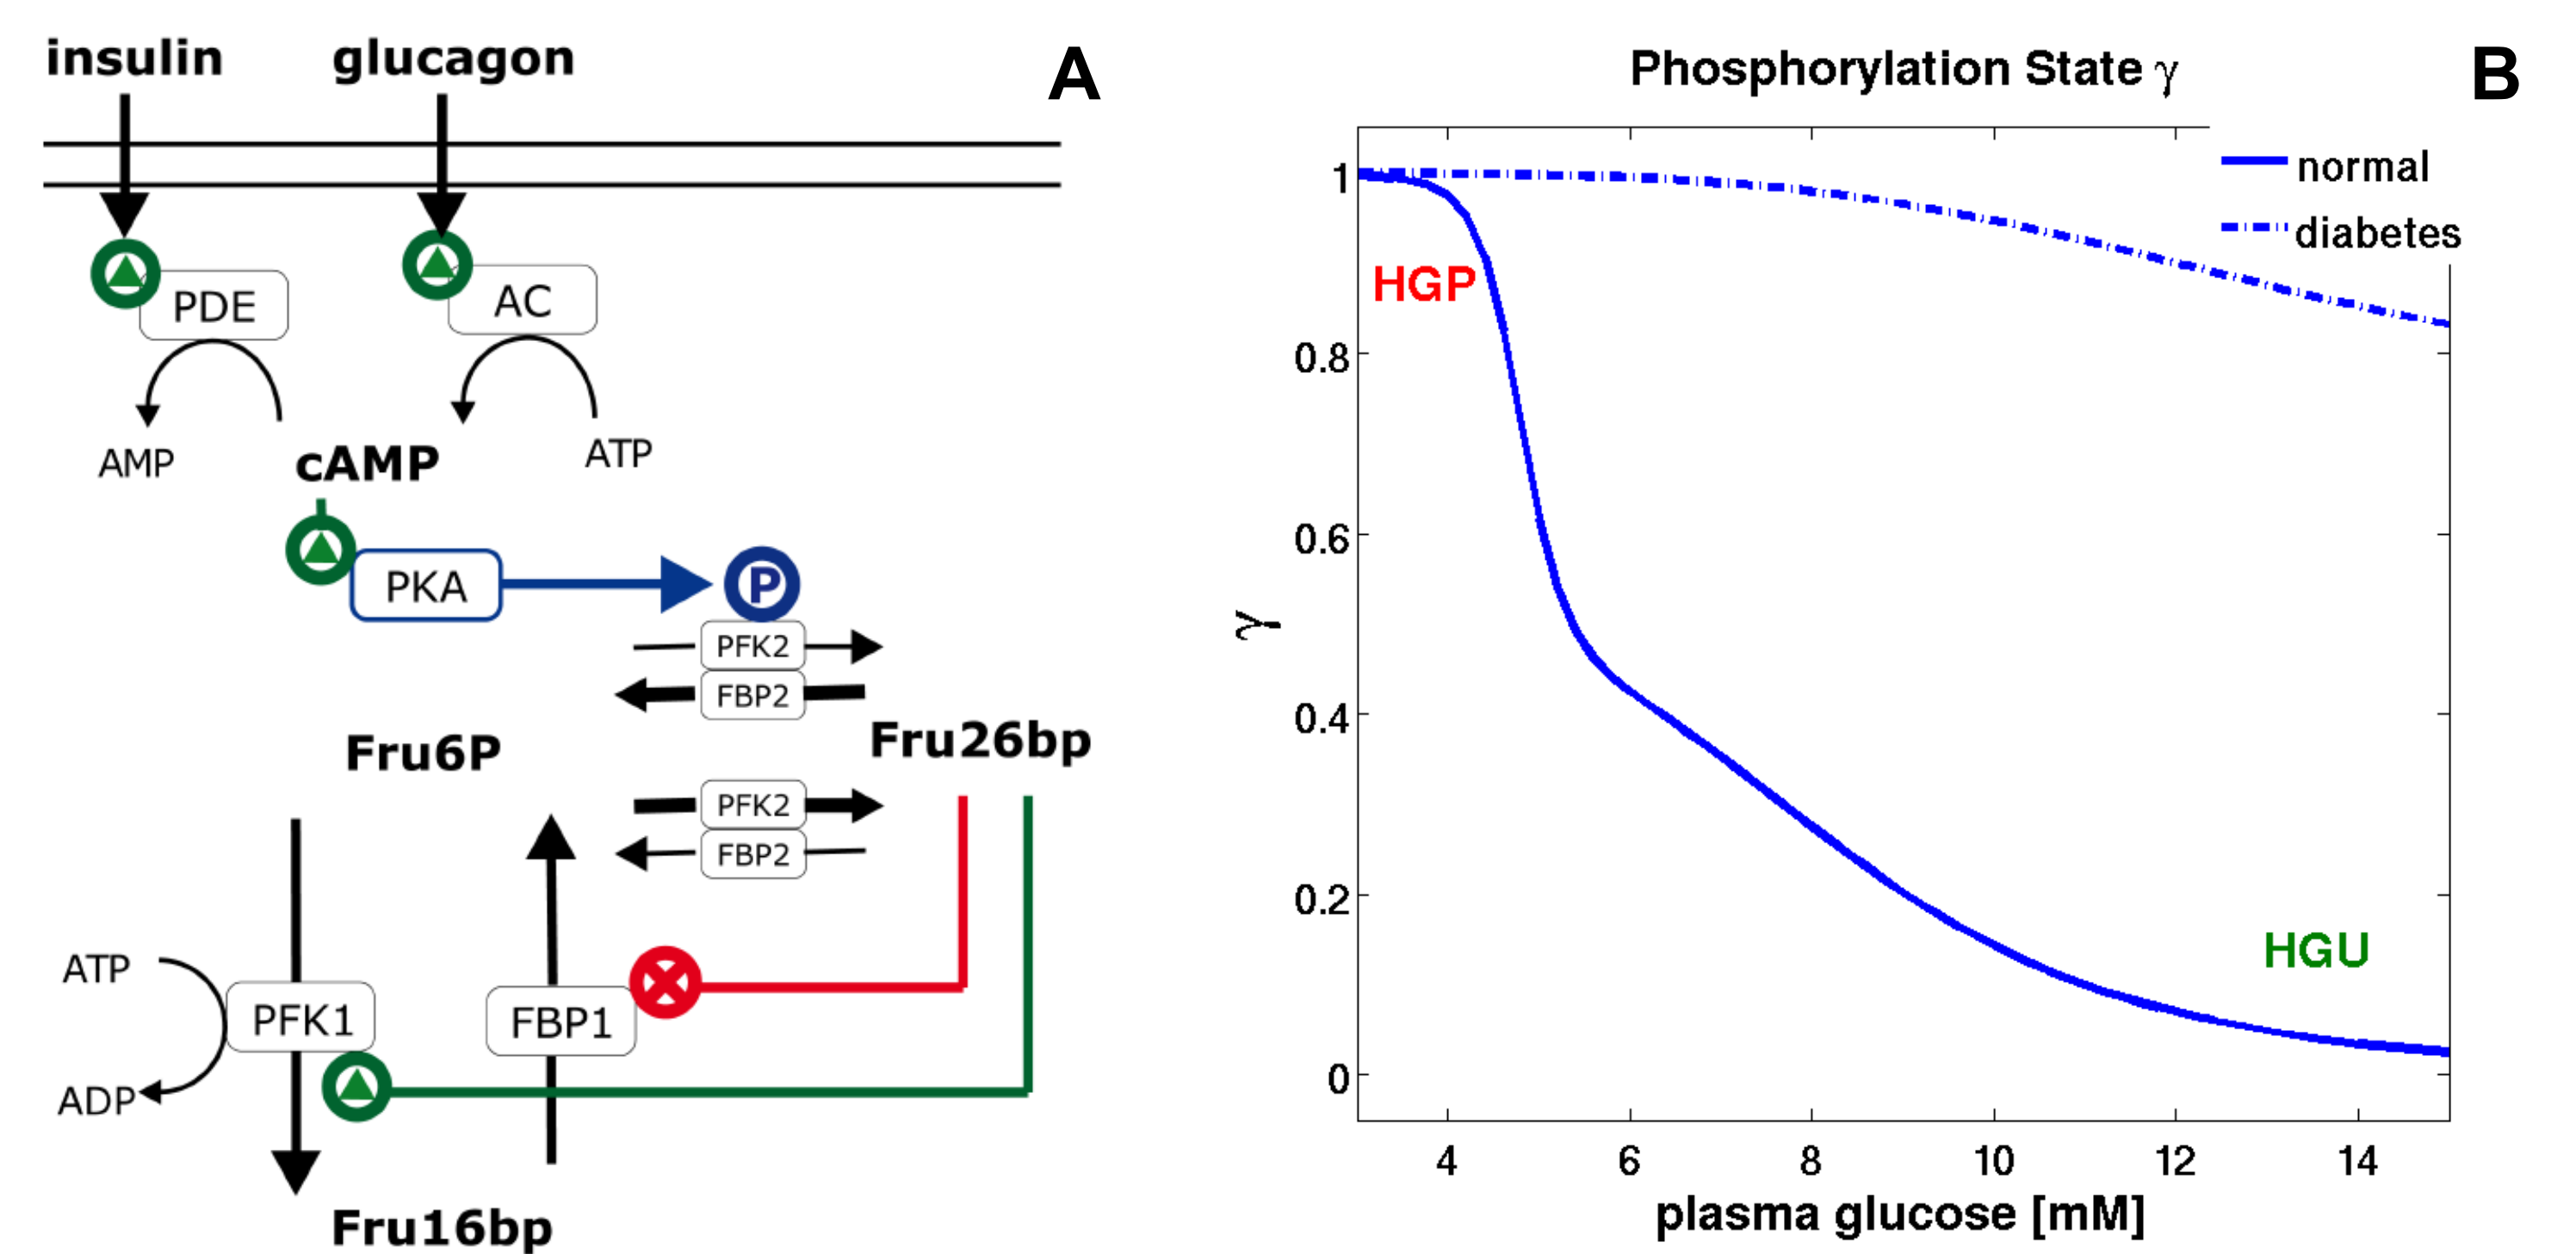 insulin
glucagon
A
PDE
AC
AMP
cAMP
ATP
PKA
P
PFK2
FBP2
Fru6P
Fru26bp
PFK2
FBP2
ATP
PFK1
FBP1
ADP
Fru16bp
Phosphorylation State γ
B
normal
diabetes
HGP
HGU
γ
1
0.8
0.6
0.4
0.2
0
4 6 8 10 12 14
plasma glucose [mM]